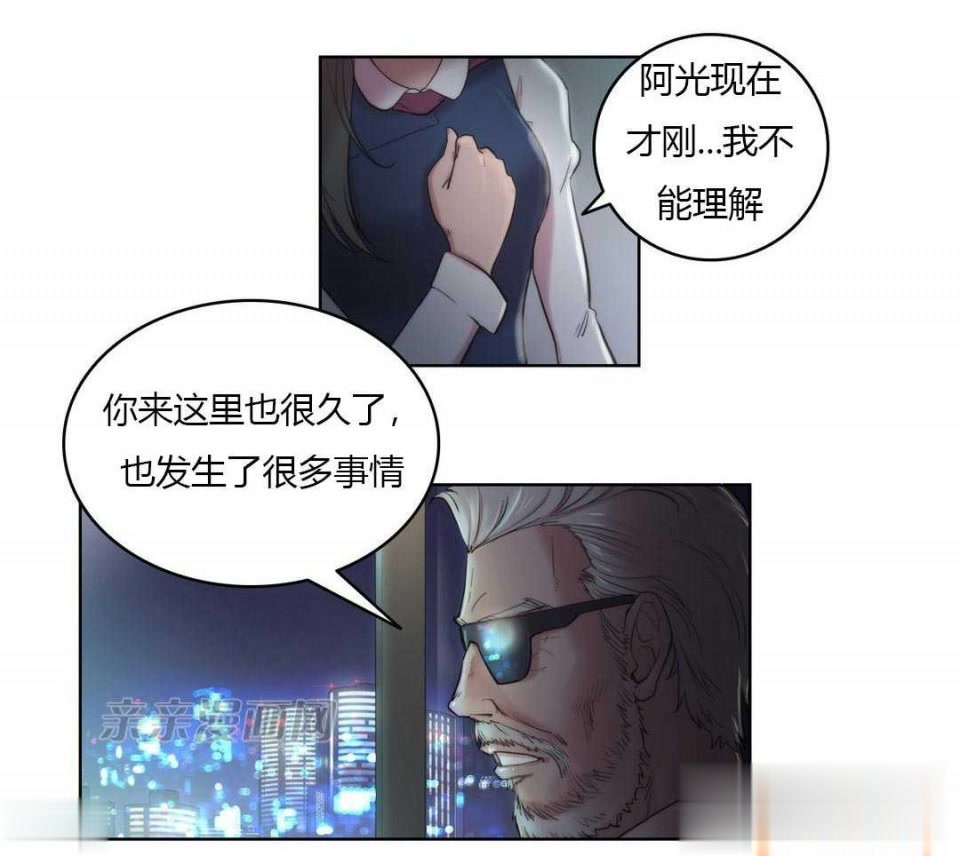 阿光现在
才刚...我不
能理解
你来这里也很久了，
也发生了很多事情
亲亲漫画网